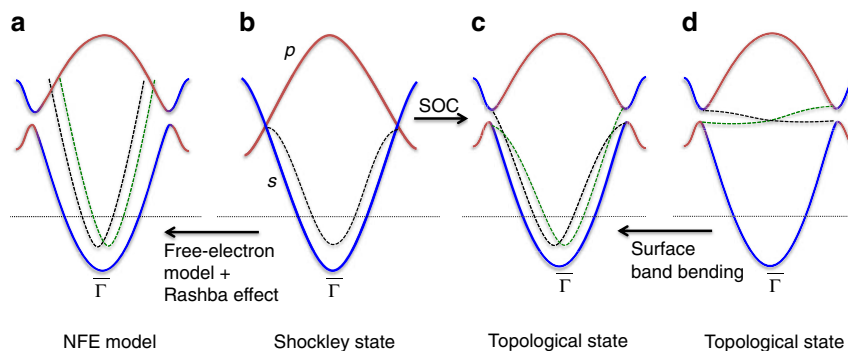 a
b
c
d
p
s
SOC
Free-electron
model +
Rashba effect
Surface
band bending
Γ
Γ
Γ
Γ
NFE model
Shockley state
Topological state
Topological state